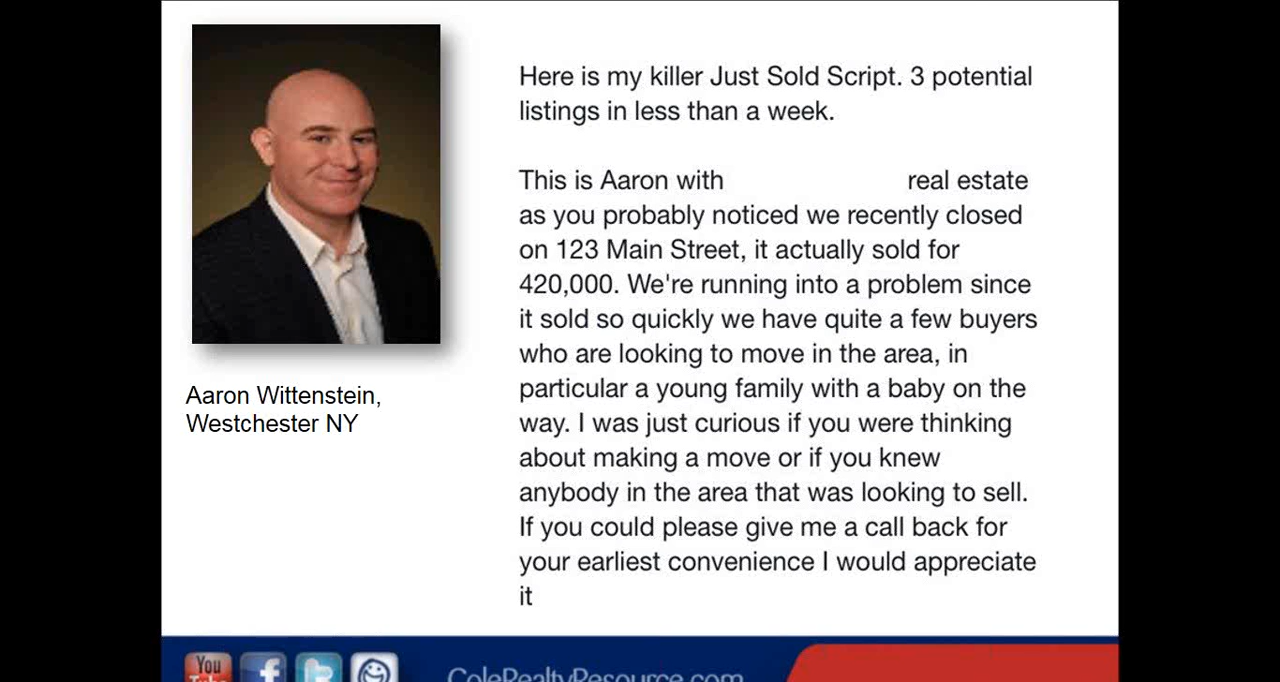 Here is my killer Just Sold Script. 3 potential
listings in less than a week.
This is Aaron with real estate
as you probably noticed we recently closed
on 123 Main Street, it actually sold for
420,000. We're running into a problem since
it sold so quickly we have quite a few buyers
who are looking to move in the area, in
particular a young family with a baby on the
way. I was just curious if you were thinking
about making a move or if you knew
anybody in the area that was looking to sell.
If you could please give me a call back for
your earliest convenience I would appreciate
it
Aaron Wittenstein,
Westchester NY
You
Tube
ColeRealtyResource.com